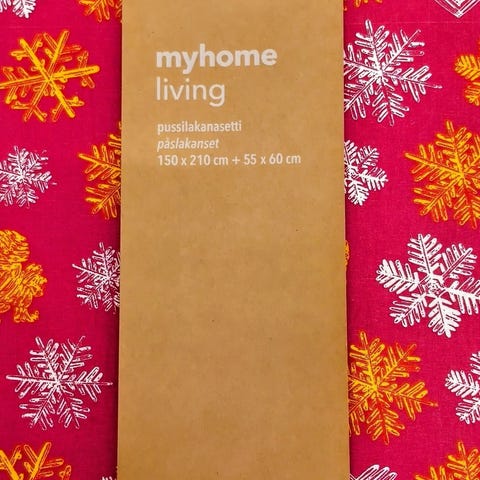 myhome
living
pussilakanasetti
påslakanset
150 x 210 cm + 55 x 60 cm